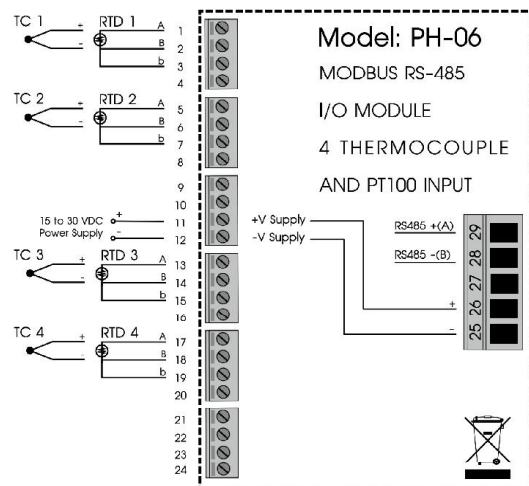 TC 1 + - RTD 1 A B b
1
2
3
4
TC 2 + - RTD 2 A B b
5
6
7
8
9
10
15 to 30 VDC + 11
Power Supply - 12
TC 3 + - RTD 3 A B b
13
14
15
16
TC 4 + - RTD 4 A B b
17
18
19
20
21
22
23
24
Model: PH-06
MODBUS RS-485
I/O MODULE
4 THERMOCOUPLE
AND PT100 INPUT
+V Supply
-V Supply
RS485 +(A) 29
RS485 -(B) 28
27
+ 26
- 25